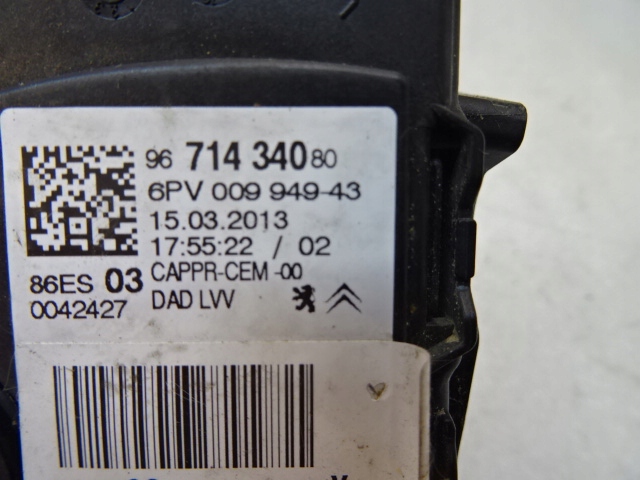 96 714 340 80
6PV 009 949-43
15.03.2013
17:55:22 / 02
86ES 03 CAPPR-CEM -00
0042427 DAD LVV